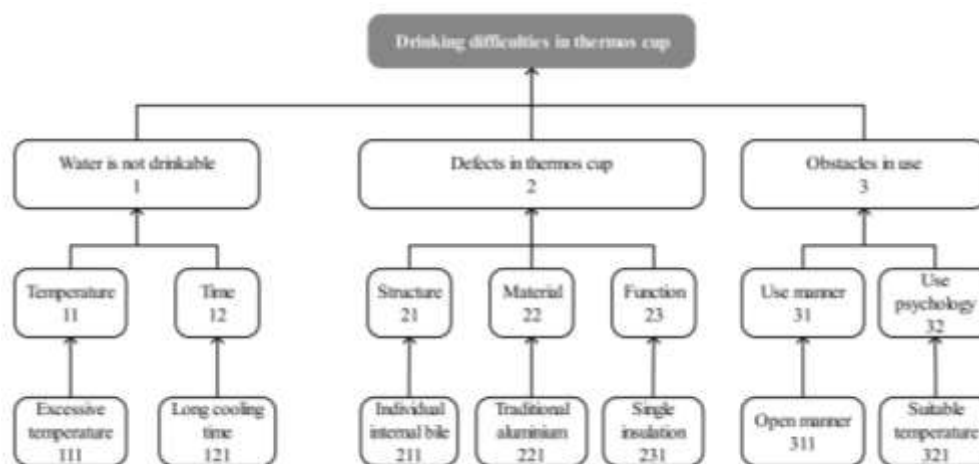 Drinking difficulties in thermos cup
Water is not drinkable
1
Defects in thermos cup
2
Obstacles in use
3
Temperature
11
Time
12
Structure
21
Material
22
Function
23
Use manner
31
Use
psychology
32
Excessive
temperature
111
Long cooling
time
121
Individual
internal bile
211
Traditional
aluminium
221
Single
insulation
231
Open manner
311
Suitable
temperature
321